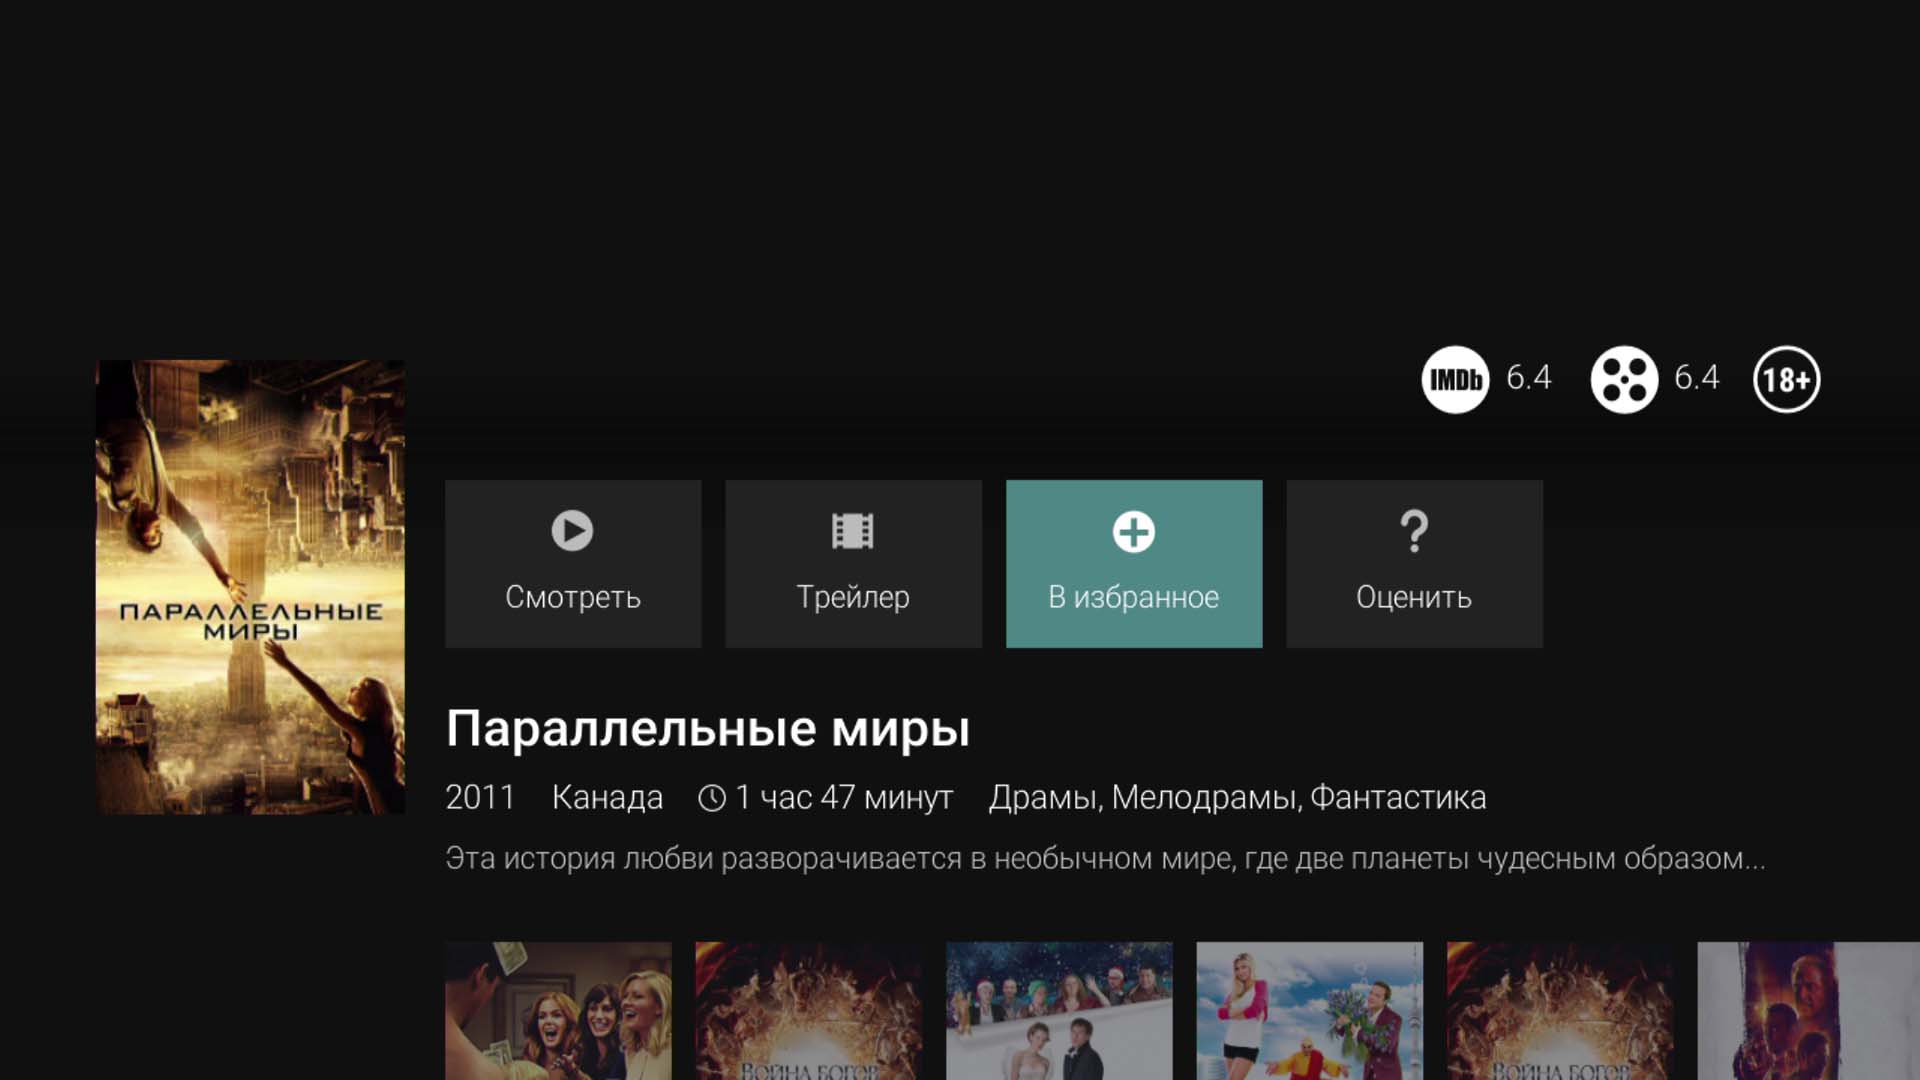 IMDb 6.4 6.4 18+
ПАРАЛЛЕЛЬНЫЕ
МИРЫ
Смотреть Трейлер В избранное Оценить
Параллельные миры
2011 Канада 1 час 47 минут Драмы, Мелодрамы, Фантастика
Эта история любви разворачивается в необычном мире, где две планеты чудесным образом...
ВОЙНА БОГОВ ВОЙНА БОГОВ